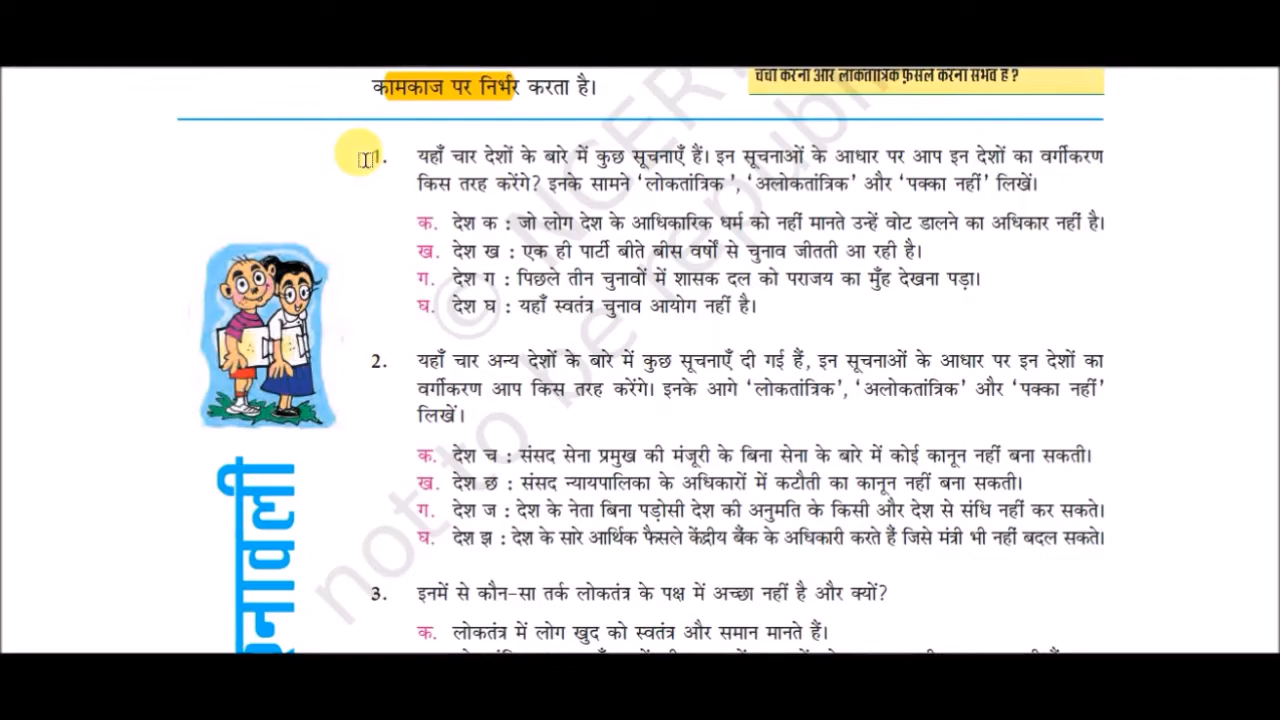 कामकाज पर निर्भर करता है।
चर्चा करना और लोकतांत्रिक फ़ैसले करना संभव है?
1. यहाँ चार देशों के बारे में कुछ सूचनाएँ हैं। इन सूचनाओं के आधार पर आप इन देशों का वर्गीकरण
किस तरह करेंगे? इनके सामने 'लोकतांत्रिक', 'अलोकतांत्रिक' और 'पक्का नहीं' लिखें।
क. देश क : जो लोग देश के आधिकारिक धर्म को नहीं मानते उन्हें वोट डालने का अधिकार नहीं है।
ख. देश ख : एक ही पार्टी बीते बीस वर्षों से चुनाव जीतती आ रही है।
ग. देश ग : पिछले तीन चुनावों में शासक दल को पराजय का मुँह देखना पड़ा।
घ. देश घ : यहाँ स्वतंत्र चुनाव आयोग नहीं है।
2. यहाँ चार अन्य देशों के बारे में कुछ सूचनाएँ दी गई हैं, इन सूचनाओं के आधार पर इन देशों का
वर्गीकरण आप किस तरह करेंगे। इनके आगे 'लोकतांत्रिक', 'अलोकतांत्रिक' और 'पक्का नहीं'
लिखें।
क. देश च : संसद सेना प्रमुख की मंजूरी के बिना सेना के बारे में कोई कानून नहीं बना सकती।
ख. देश छ : संसद न्यायपालिका के अधिकारों में कटौती का कानून नहीं बना सकती।
ग. देश ज : देश के नेता बिना पड़ोसी देश की अनुमति के किसी और देश से संधि नहीं कर सकते।
घ. देश झ : देश के सारे आर्थिक फैसले केंद्रीय बैंक के अधिकारी करते हैं जिसे मंत्री भी नहीं बदल सकते।
3. इनमें से कौन-सा तर्क लोकतंत्र के पक्ष में अच्छा नहीं है और क्यों?
क. लोकतंत्र में लोग खुद को स्वतंत्र और समान मानते हैं।
© NCERT
not to be republi